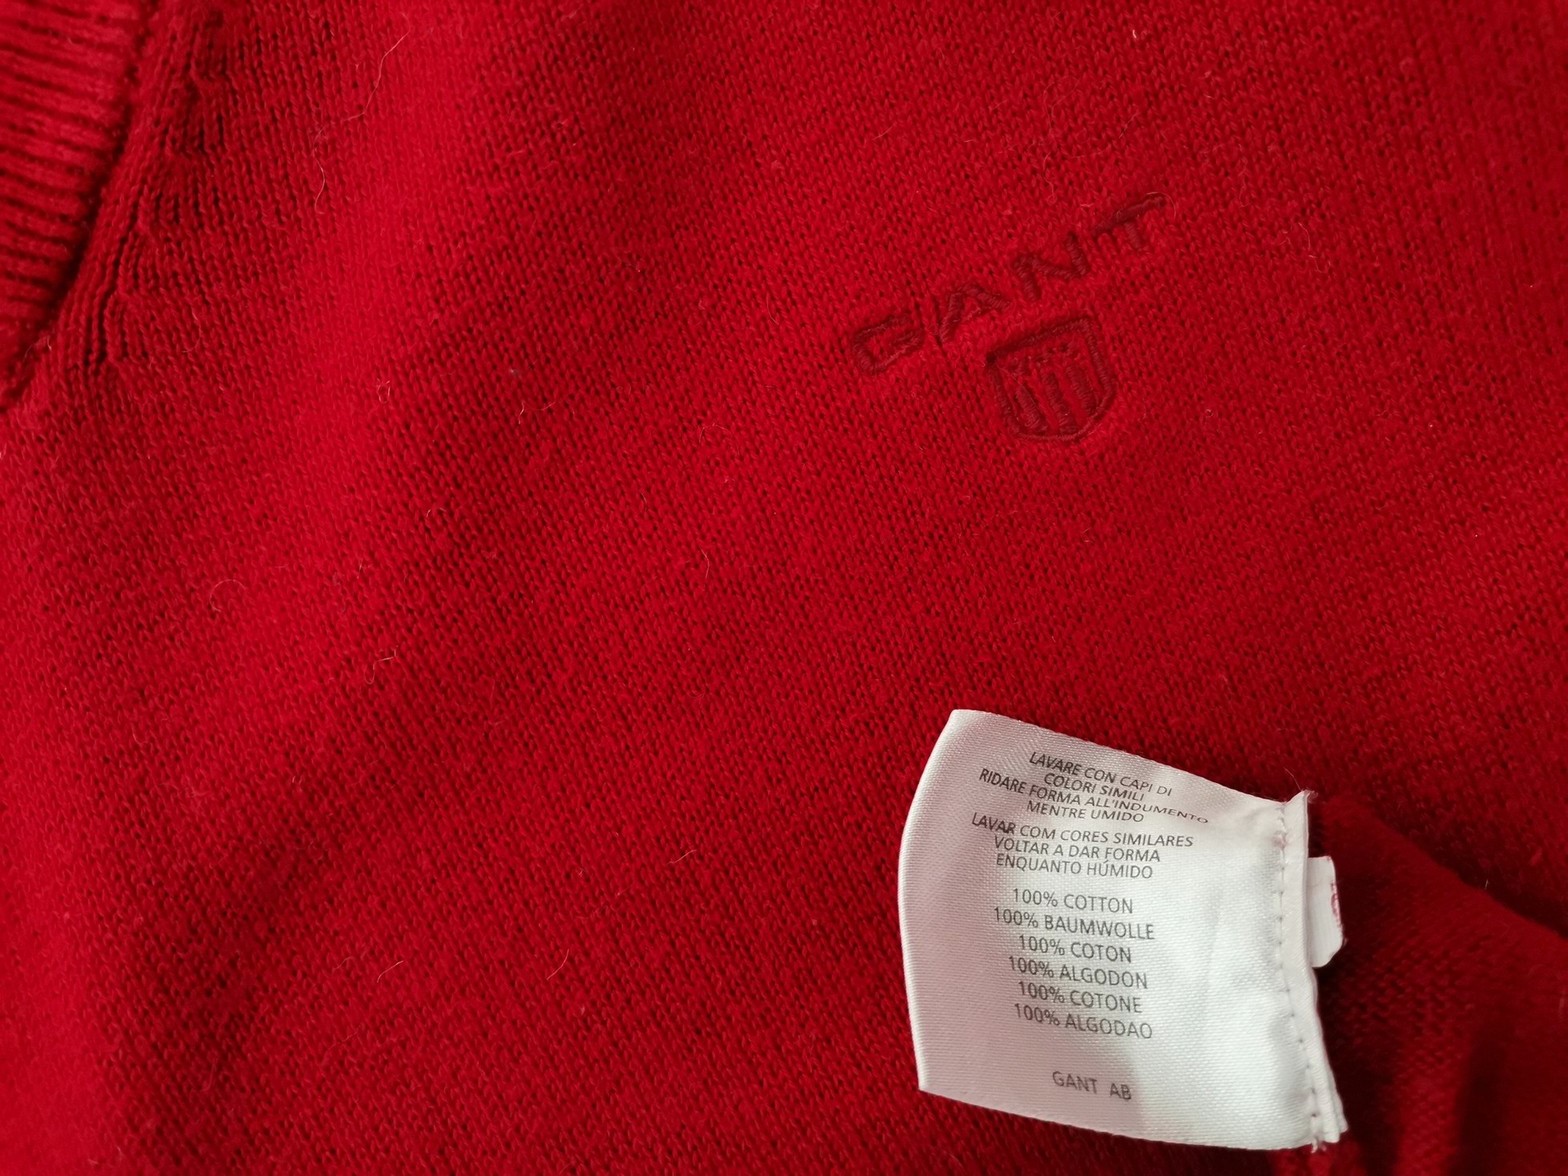 GANT
LAVARE CON CAPI DI
COLORI SIMILI
RIDARE FORMA ALL'INDUMENTO
MENTRE UMIDO
LAVAR COM CORES SIMILARES
VOLTAR A DAR FORMA
ENQUANTO HÚMIDO
100% COTTON
100% BAUMWOLLE
100% COTON
100% ALGODON
100% COTONE
100% ALGODAO
GANT AB